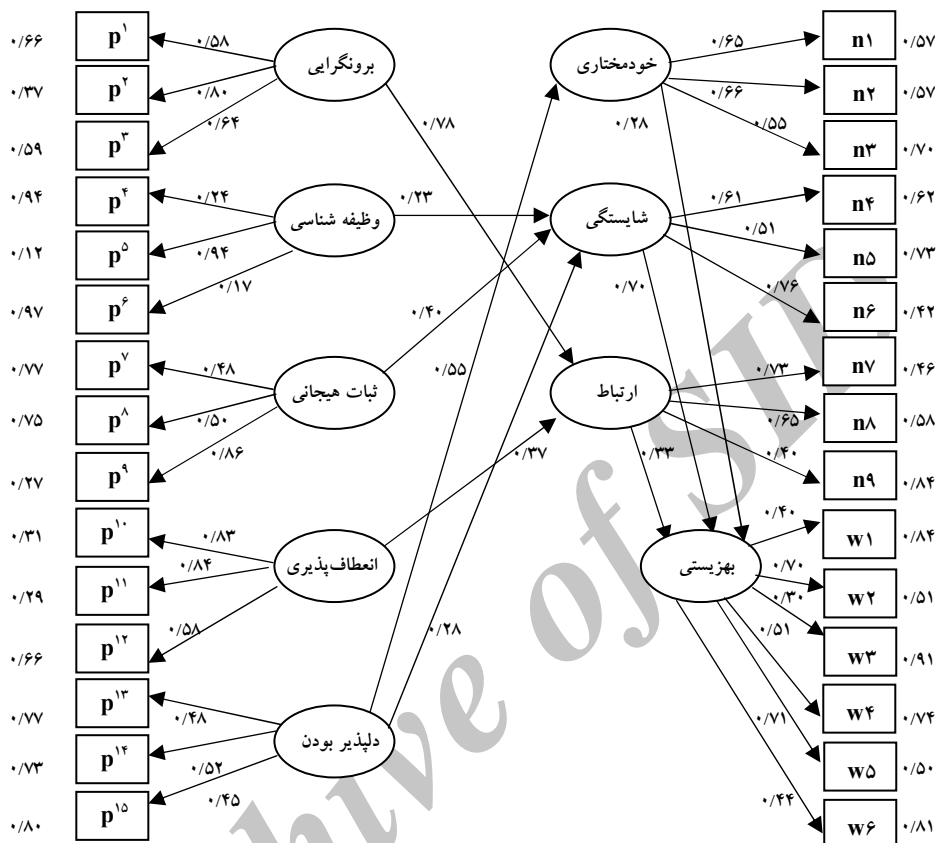 ۰/۶۶ p۱ ۰/۵۸ برونگرایی خودمختاری ۰/۶۵ n۱ ۰/۵۷
۰/۳۷ p۲ ۰/۸۰ ۰/۶۶ n۲ ۰/۵۷
۰/۵۹ p۳ ۰/۶۴ ۰/۷۸ ۰/۲۸ ۰/۵۵ n۳ ۰/۷۰
۰/۹۴ p۴ ۰/۲۴ وظیفه شناسی ۰/۲۳ شایستگی ۰/۶۱ n۴ ۰/۶۲
۰/۱۲ p۵ ۰/۹۴ ۰/۵۱ n۵ ۰/۷۳
۰/۹۷ p۶ ۰/۱۷ ۰/۴۰ ۰/۷۰ ۰/۷۶ n۶ ۰/۴۲
۰/۷۷ p۷ ۰/۴۸ ثبات هیجانی ۰/۵۵ ارتباط ۰/۷۳ n۷ ۰/۴۶
۰/۷۵ p۸ ۰/۵۰ ۰/۶۵ n۸ ۰/۵۸
۰/۲۷ p۹ ۰/۸۶ ۰/۳۷ ۰/۳۳ ۰/۴۰ n۹ ۰/۸۴
۰/۳۱ p۱۰ ۰/۸۳ انعطاف‌پذیری بهزیستی ۰/۴۰ w۱ ۰/۸۴
۰/۲۹ p۱۱ ۰/۸۴ ۰/۷۰ w۲ ۰/۵۱
۰/۶۶ p۱۲ ۰/۵۸ ۰/۲۸ ۰/۳۰ w۳ ۰/۹۱
۰/۷۷ p۱۳ ۰/۴۸ دلپذیر بودن ۰/۵۱ w۴ ۰/۷۴
۰/۷۳ p۱۴ ۰/۵۲ ۰/۷۱ w۵ ۰/۵۰
۰/۸۰ p۱۵ ۰/۴۵ ۰/۴۴ w۶ ۰/۸۱
hive of SI